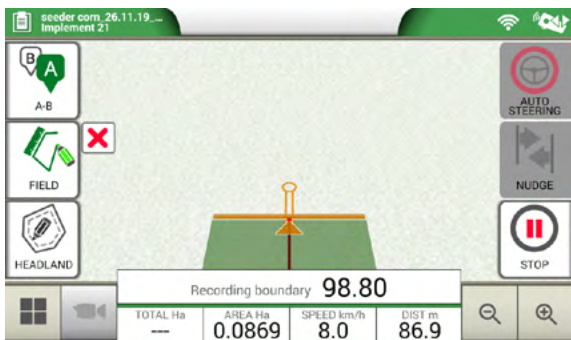 seeder corn_26.11.19_...
Implement 21
B
A
A-B
AUTO
STEERING
FIELD
NUDGE
HEADLAND
STOP
Recording boundary 98.80
TOTAL Ha
AREA Ha
SPEED km/h
DIST m
---
0.0869
8.0
86.9